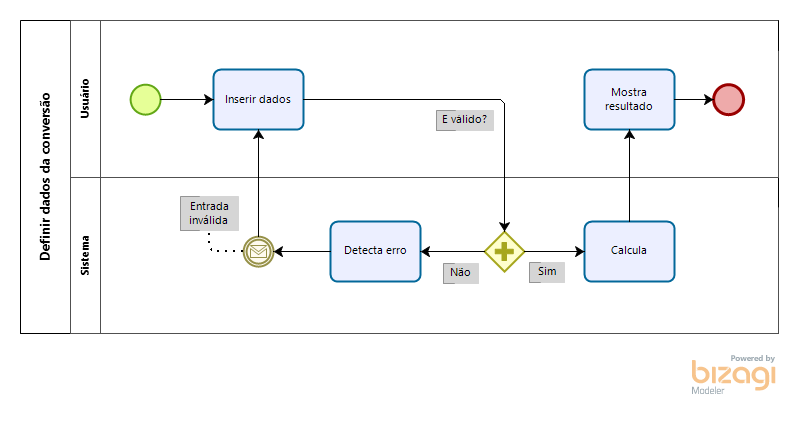 Definir dados da conversão
Usuário
Inserir dados
É válido?
Mostra
resultado
Sistema
Entrada
inválida
Detecta erro
Não
Sim
Calcula
Powered by
bizagi
Modeler